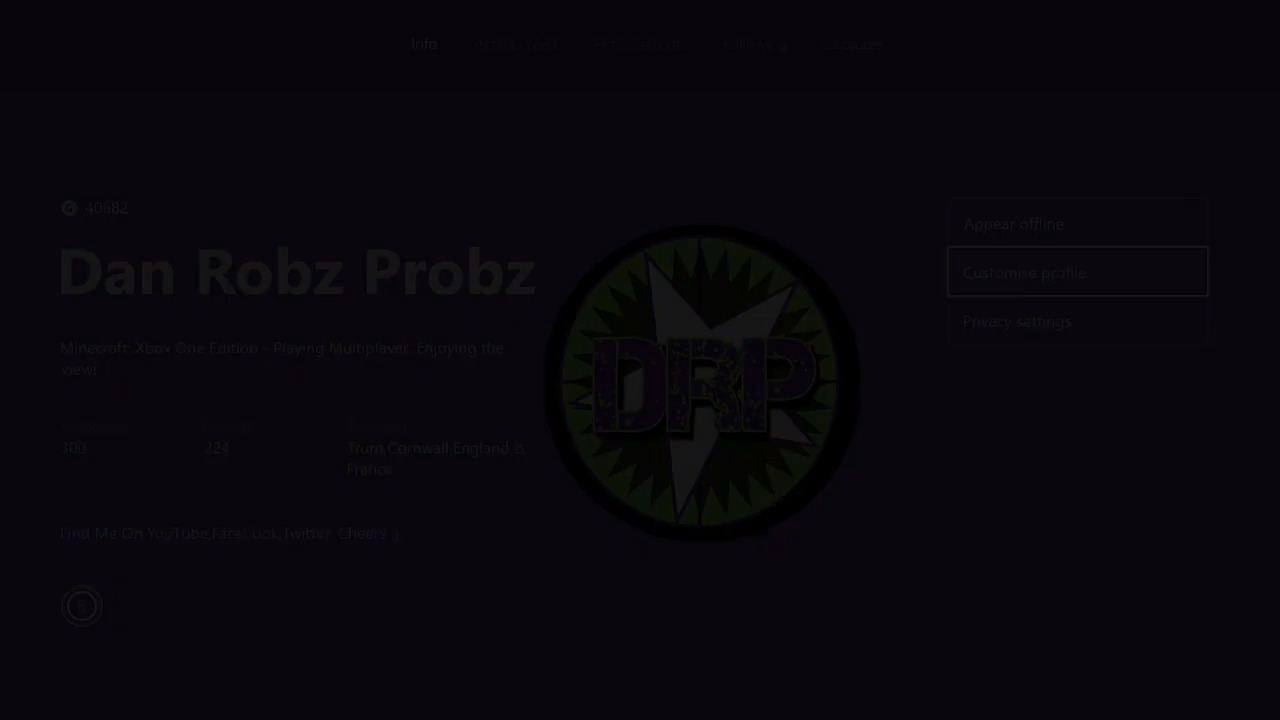 Info
40682
Dan Robz Probz
Minecraft: Xbox One Edition - Playing Multiplayer. Enjoying the
view!
300
224
Truro Cornwall England &
France
Find Me On YouTube,Facebook,Twitter. Cheers
DRP
Appear offline
Customise profile
Privacy settings